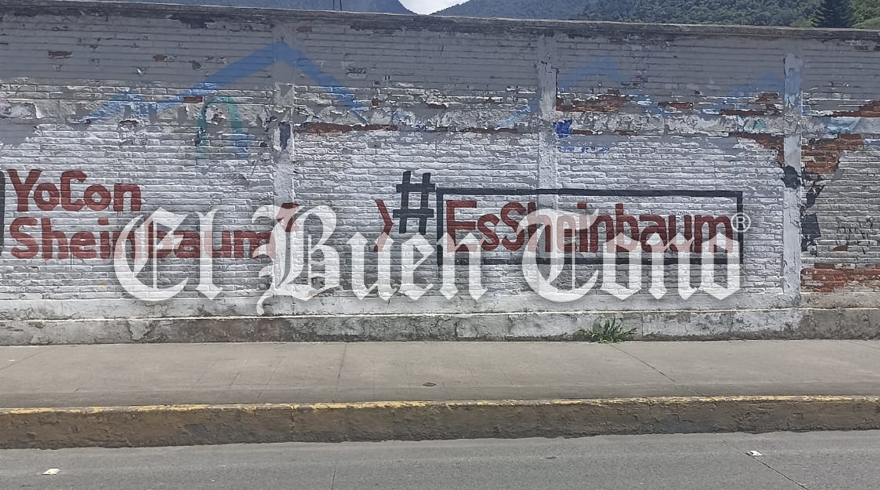 YoCon
Sheinbaum
#EsSheinbaum
El Buen Tono®